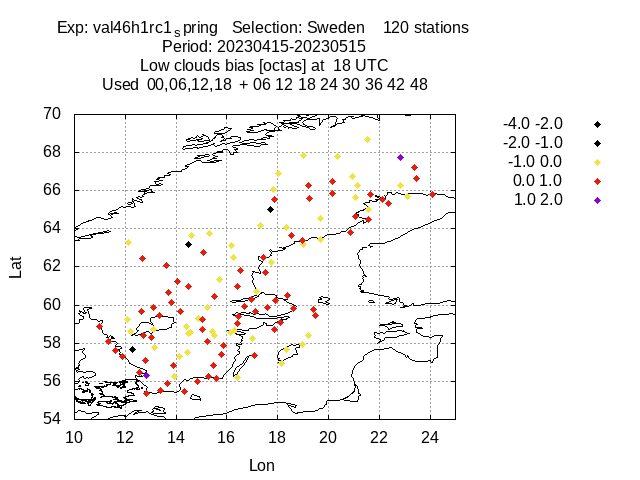 Exp: val46h1rc1spring   Selection: Sweden    120 stations
Period: 20230415-20230515
Low clouds bias [octas] at  18 UTC
Used  00,06,12,18  + 06 12 18 24 30 36 42 48
-4.0 -2.0
-2.0 -1.0
-1.0 0.0
0.0 1.0
1.0 2.0
70
68
66
64
62
60
58
56
54
Lat
10 12 14 16 18 20 22 24
Lon